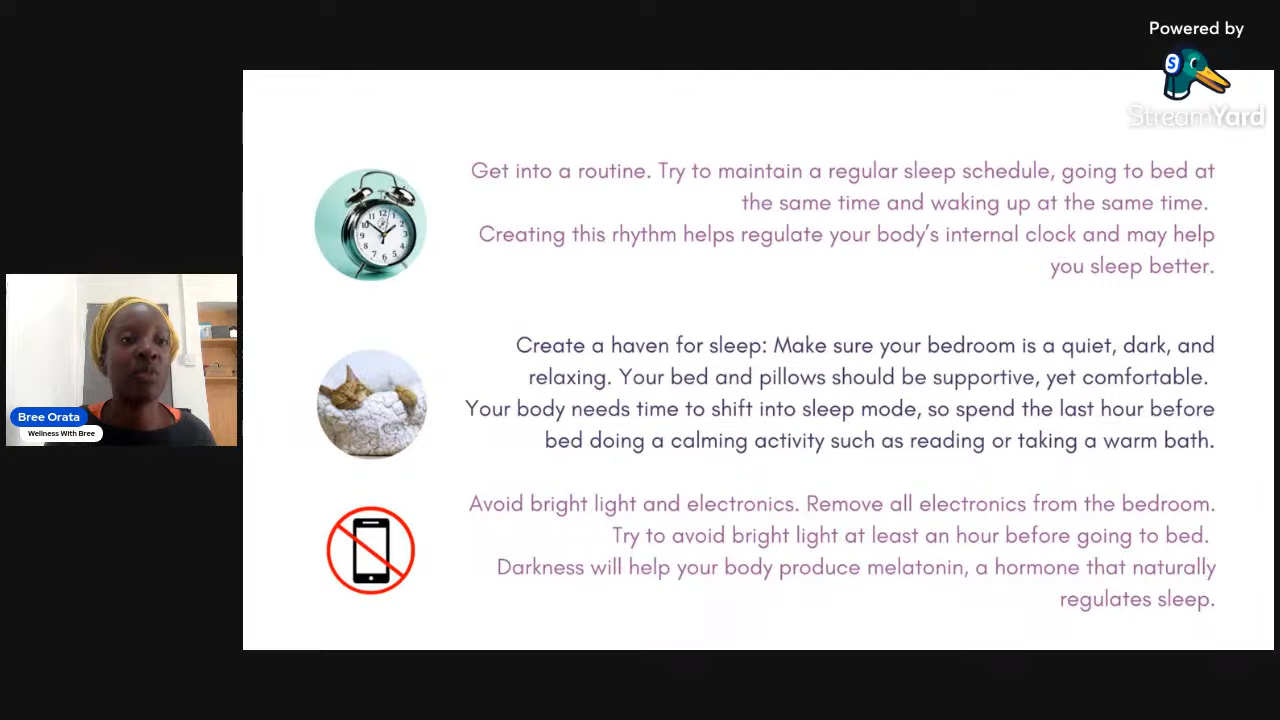 Powered by
StreamYard
Get into a routine. Try to maintain a regular sleep schedule, going to bed at
the same time and waking up at the same time.
Creating this rhythm helps regulate your body's internal clock and may help
you sleep better.
Create a haven for sleep: Make sure your bedroom is a quiet, dark, and
relaxing. Your bed and pillows should be supportive, yet comfortable.
Your body needs time to shift into sleep mode, so spend the last hour before
bed doing a calming activity such as reading or taking a warm bath.
Avoid bright light and electronics. Remove all electronics from the bedroom.
Try to avoid bright light at least an hour before going to bed.
Darkness will help your body produce melatonin, a hormone that naturally
regulates sleep.
Bree Orata
Wellness With Bree